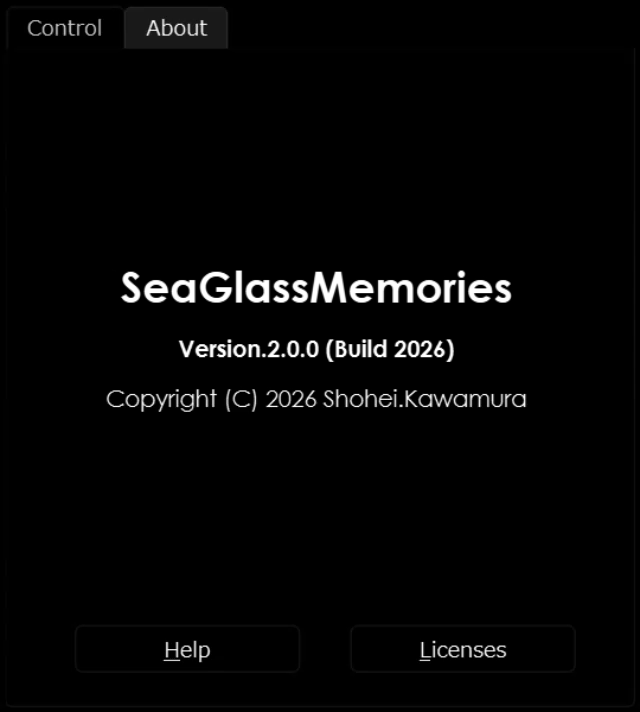 Control About
SeaGlassMemories
Version.2.0.0 (Build 2026)
Copyright (C) 2026 Shohei.Kawamura
Help Licenses